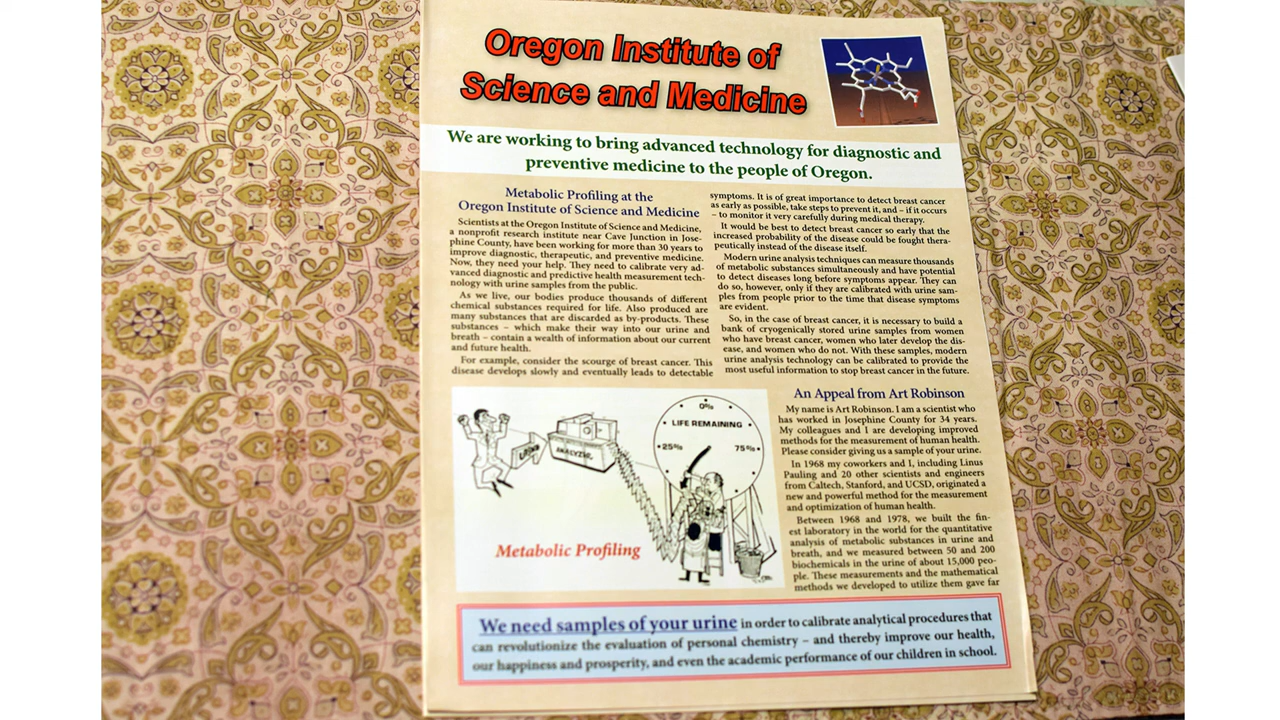 Oregon Institute of
Science and Medicine
We are working to bring advanced technology for diagnostic and
preventive medicine to the people of Oregon.
Metabolic Profiling at the
Oregon Institute of Science and Medicine
Scientists at the Oregon Institute of Science and Medicine,
a nonprofit research institute near Cave Junction in Jose-
phine County, have been working for more than 30 years to
improve diagnostic, therapeutic, and preventive medicine.
Now, they need your help. They need to calibrate very ad-
vanced diagnostic and predictive health measurement tech-
nology with urine samples from the public.
As we live, our bodies produce thousands of different
chemical substances required for life. Also produced are
many substances that are discarded as by-products. These
substances – which make their way into our urine and
breath – contain a wealth of information about our current
and future health.
For example, consider the scourge of breast cancer. This
disease develops slowly and eventually leads to detectable
symptoms. It is of great importance to detect breast cancer
as early as possible, take steps to prevent it, and – if it occurs
– to monitor it very carefully during medical therapy.
It would be best to detect breast cancer so early that the
increased probability of the disease could be fought thera-
peutically instead of the disease itself.
Modern urine analysis techniques can measure thousands
of metabolic substances simultaneously and have potential
to detect diseases long before symptoms appear. They can
do so, however, only if they are calibrated with urine sam-
ples from people prior to the time that disease symptoms
are evident.
So, in the case of breast cancer, it is necessary to build a
bank of cryogenically stored urine samples from women
who have breast cancer, women who later develop the dis-
ease, and women who do not. With these samples, modern
urine analysis technology can be calibrated to provide the
most useful information to stop breast cancer in the future.
URINE
ANALYZER
0%
LIFE REMAINING
25%
75%
Metabolic Profiling
An Appeal from Art Robinson
My name is Art Robinson. I am a scientist who
has worked in Josephine County for 34 years.
My colleagues and I are developing improved
methods for the measurement of human health.
Please consider giving us a sample of your urine.
In 1968 my coworkers and I, including Linus
Pauling and 20 other scientists and engineers
from Caltech, Stanford, and UCSD, originated a
new and powerful method for the measurement
and optimization of human health.
Between 1968 and 1978, we built the fin-
est laboratory in the world for the quantitative
analysis of metabolic substances in urine and
breath, and we measured between 50 and 200
biochemicals in the urine of about 15,000 peo-
ple. These measurements and the mathematical
methods we developed to utilize them gave far
We need samples of your urine in order to calibrate analytical procedures that
can revolutionize the evaluation of personal chemistry – and thereby improve our health,
our happiness and prosperity, and even the academic performance of our children in school.